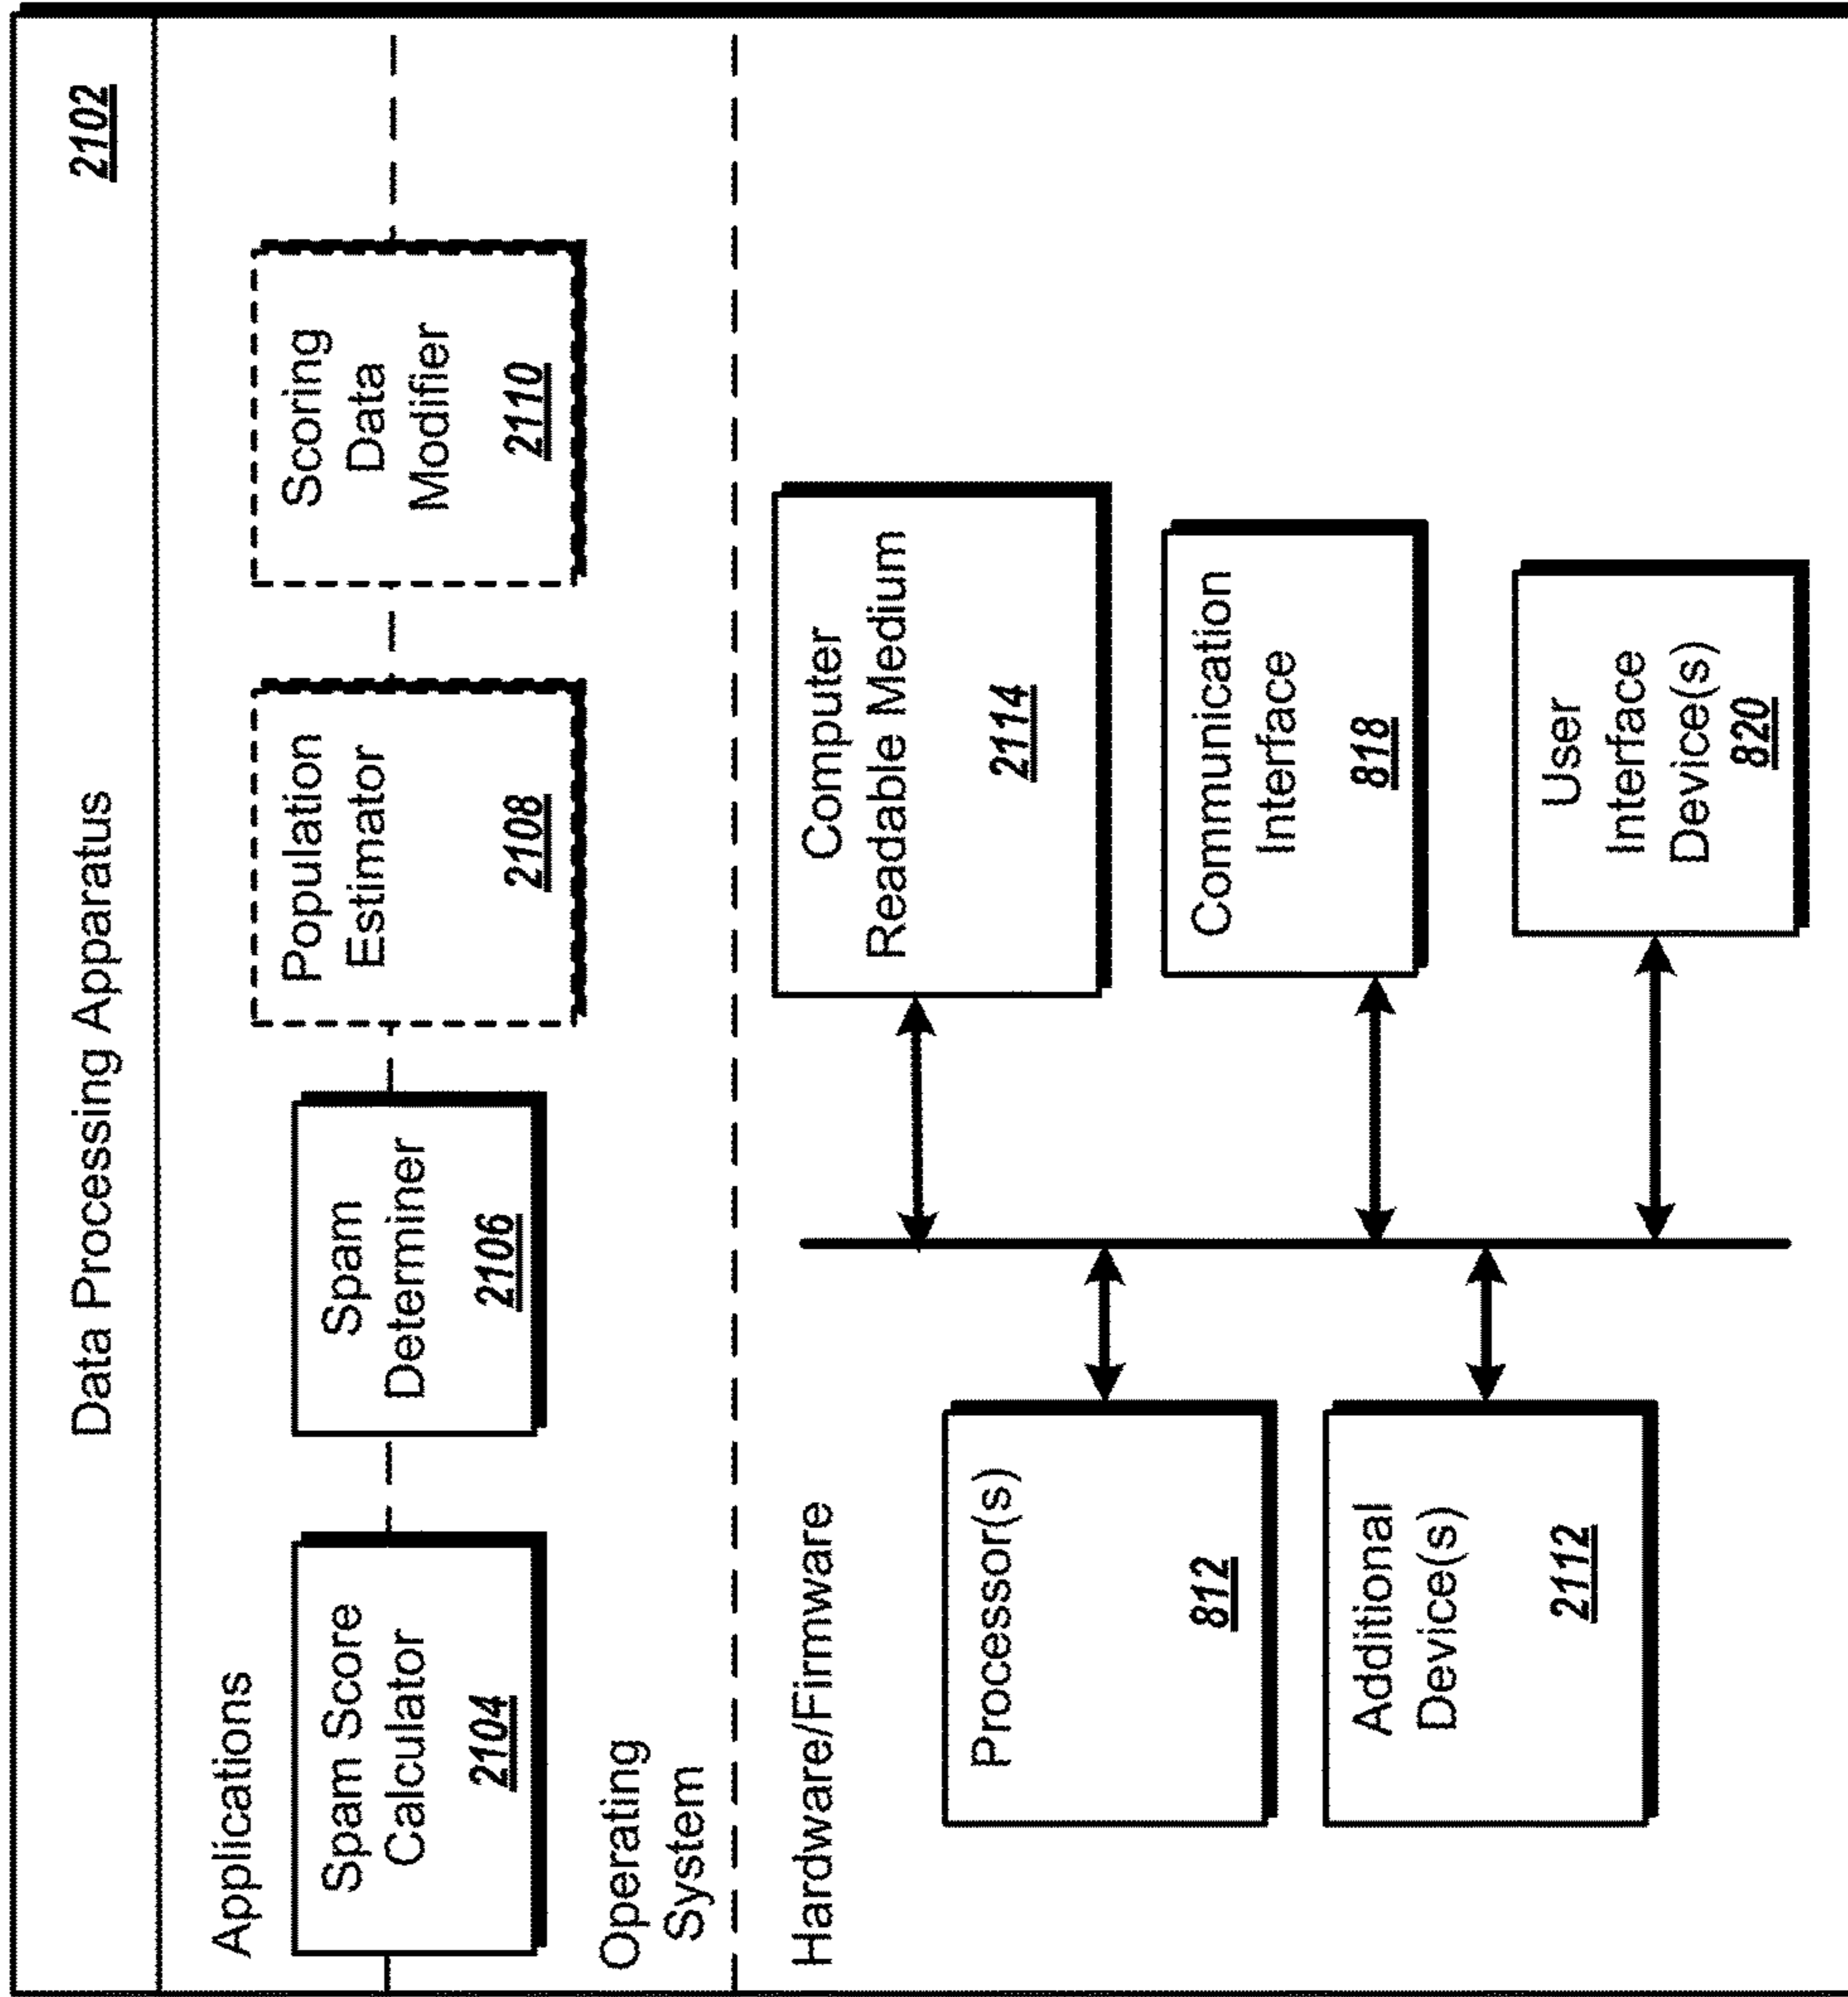 Data Processing Apparatus
2102
Applications
Spam Score
Calculator
2104
Spam
Determiner
2106
Population
Estimator
2108
Scoring
Data
Modifier
2110
Operating
System
Hardware/Firmware
Processor(s)
812
Additional
Device(s)
2112
Computer
Readable Medium
2114
Communication
Interface
818
User
Interface
Device(s)
820